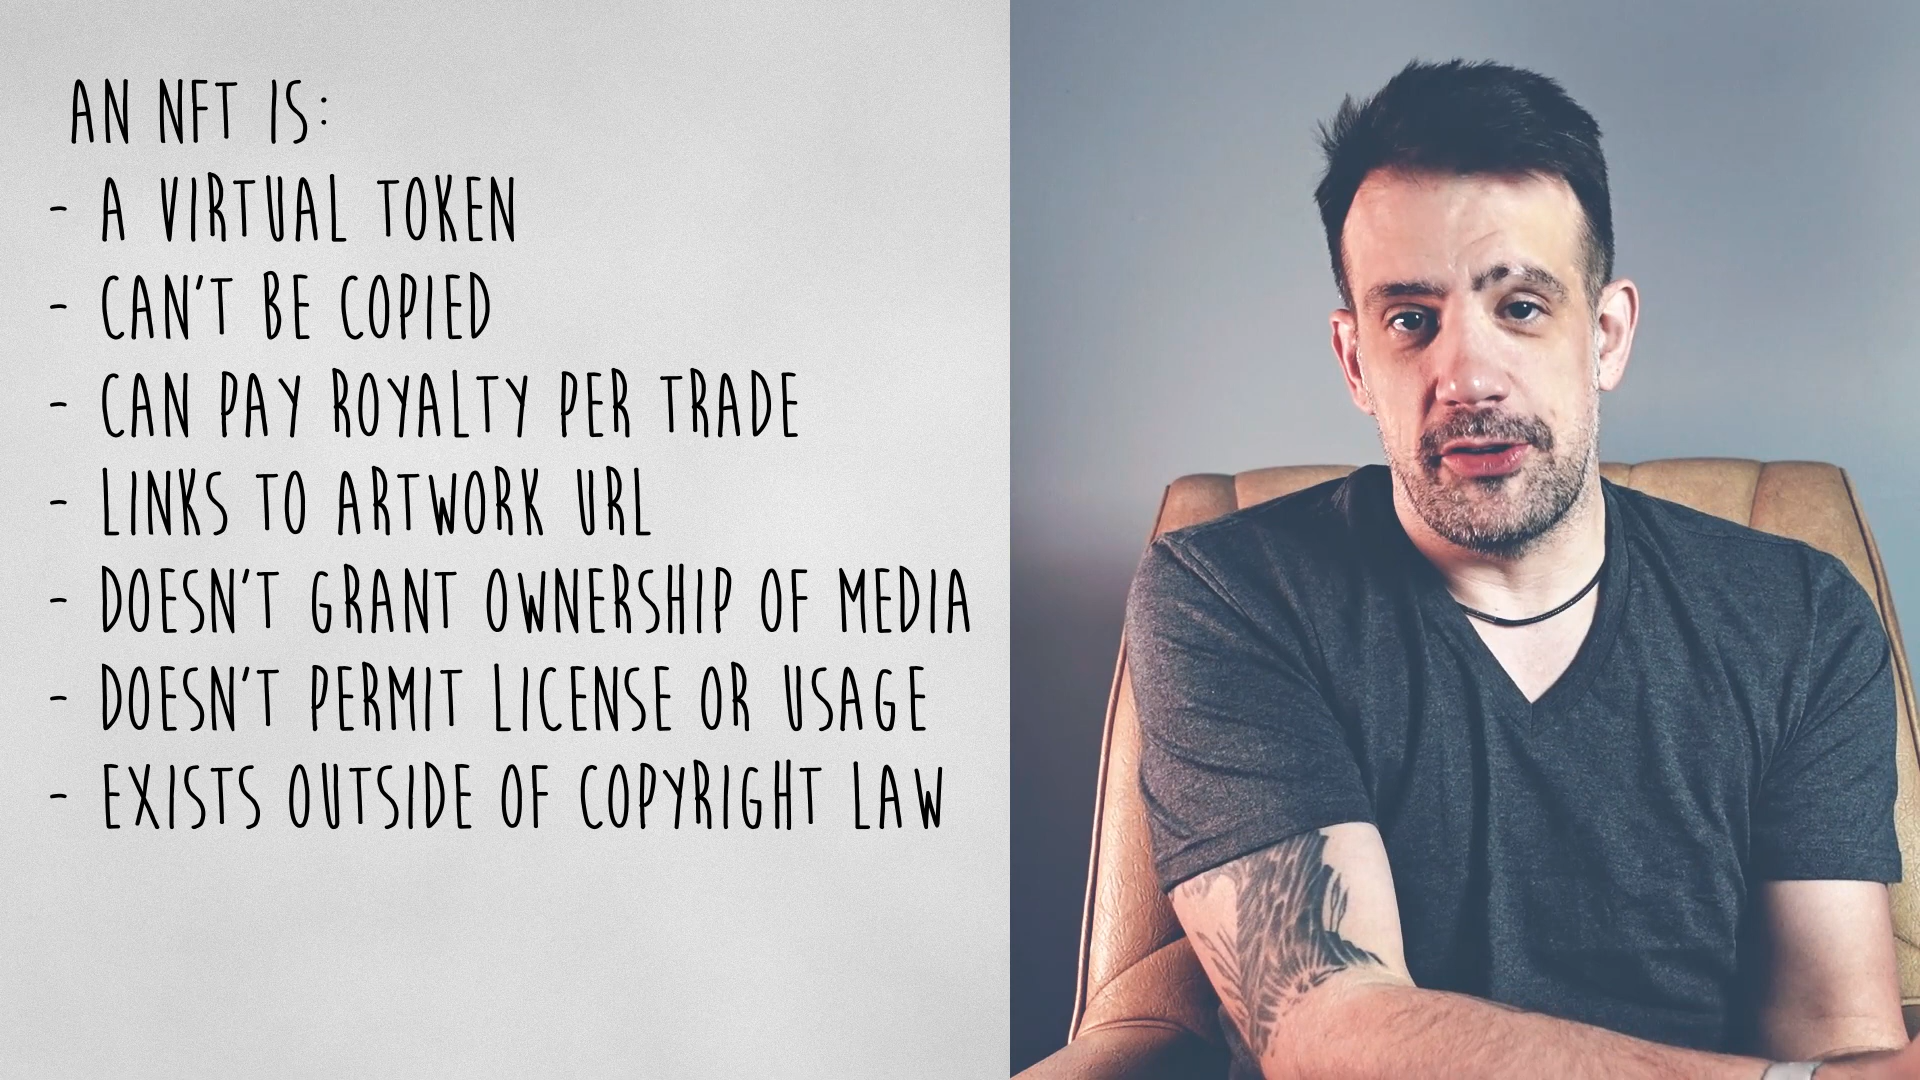 AN NFT IS:
- A VIRTUAL TOKEN
- CAN'T BE COPIED
- CAN PAY ROYALTY PER TRADE
- LINKS TO ARTWORK URL
- DOESN'T GRANT OWNERSHIP OF MEDIA
- DOESN'T PERMIT LICENSE OR USAGE
- EXISTS OUTSIDE OF COPYRIGHT LAW